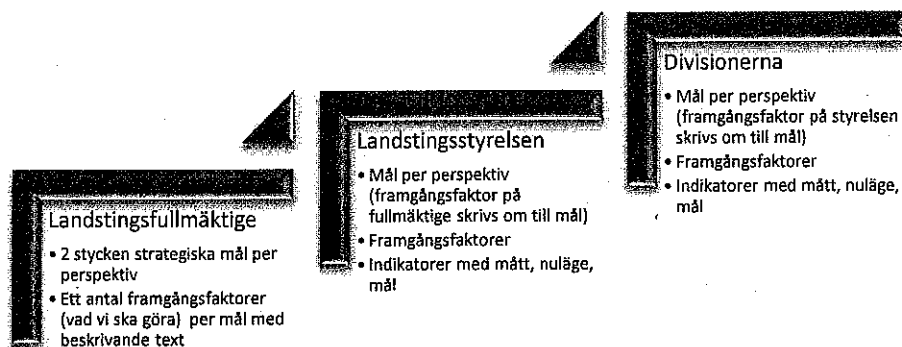 Landstingsfullmäktige
• 2 stycken strategiska mål per
perspektiv
• Ett antal framgångsfaktorer
(vad vi ska göra) per mål med
beskrivande text
Landstingsstyrelsen
• Mål per perspektiv
(framgångsfaktor på
fullmäktige skrivs om till mål)
• Framgångsfaktorer
• Indikatorer med mått, nuläge,
mål
Divisionerna
• Mål per perspektiv
(framgångsfaktor på styrelsen
skrivs om till mål)
• Framgångsfaktorer
• Indikatorer med mått, nuläge,
mål